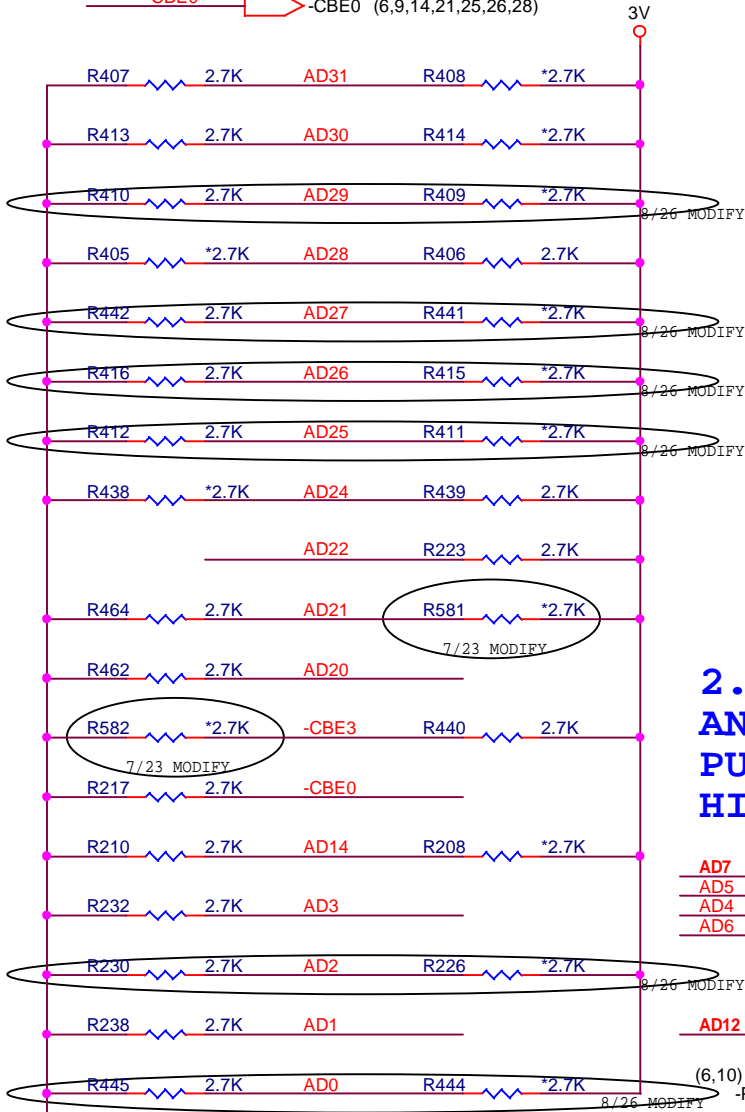 -CBE0 (6,9,14,21,25,26,28)
3V
R407 2.7K AD31 R408 *2.7K
R413 2.7K AD30 R414 *2.7K
R410 2.7K AD29 R409 *2.7K
8/26 MODIFY
R405 *2.7K AD28 R406 2.7K
R442 2.7K AD27 R441 *2.7K
8/26 MODIFY
R416 2.7K AD26 R415 *2.7K
8/26 MODIFY
R412 2.7K AD25 R411 *2.7K
8/26 MODIFY
R438 *2.7K AD24 R439 2.7K
AD22 R223 2.7K
R464 2.7K AD21 R581 *2.7K
7/23 MODIFY
R462 2.7K AD20
R582 *2.7K -CBE3 R440 2.7K
7/23 MODIFY
R217 2.7K -CBE0
R210 2.7K AD14 R208 *2.7K
R232 2.7K AD3
R230 2.7K AD2 R226 *2.7K
8/26 MODIFY
R238 2.7K AD1
R445 2.7K AD0 R444 *2.7K
8/26 MODIFY
2.
AN
PU
HI
AD7
AD5
AD4
AD6
AD12
(6,10)